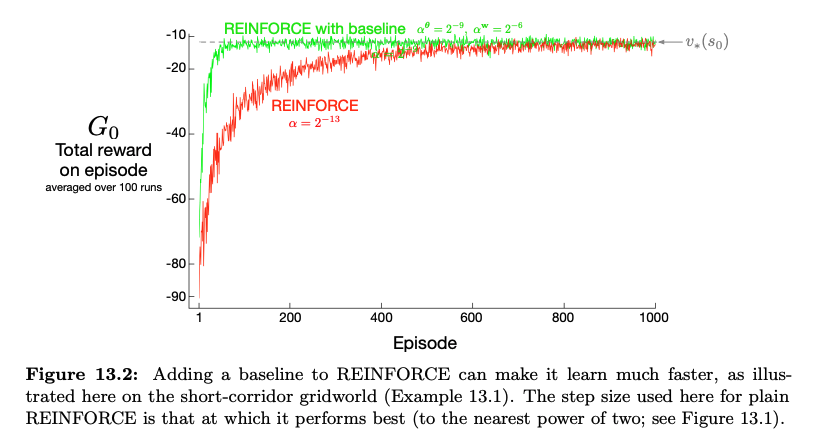 REINFORCE with baseline α^θ = 2^−9, α^w = 2^−6
-10
v*(s₀)
-20
REINFORCE
α = 2^−13
G₀
Total reward
on episode
averaged over 100 runs
-40
-60
-80
-90
1 200 400 600 800 1000
Episode
Figure 13.2: Adding a baseline to REINFORCE can make it learn much faster, as illus-
trated here on the short-corridor gridworld (Example 13.1). The step size used here for plain
REINFORCE is that at which it performs best (to the nearest power of two; see Figure 13.1).